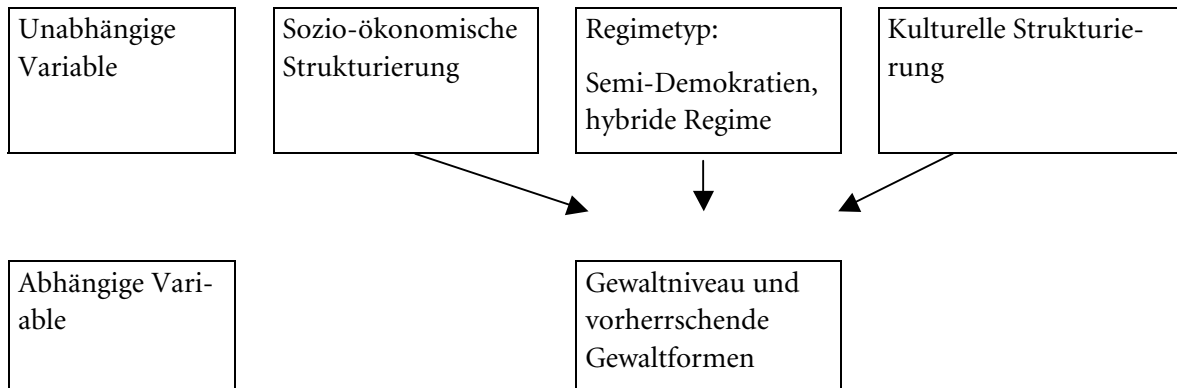 Unabhängige
Variable
Sozio-ökonomische
Strukturierung
Regimetyp:
Semi-Demokratien,
hybride Regime
Kulturelle Strukturie-
rung
Abhängige Vari-
able
Gewaltniveau und
vorherrschende
Gewaltformen